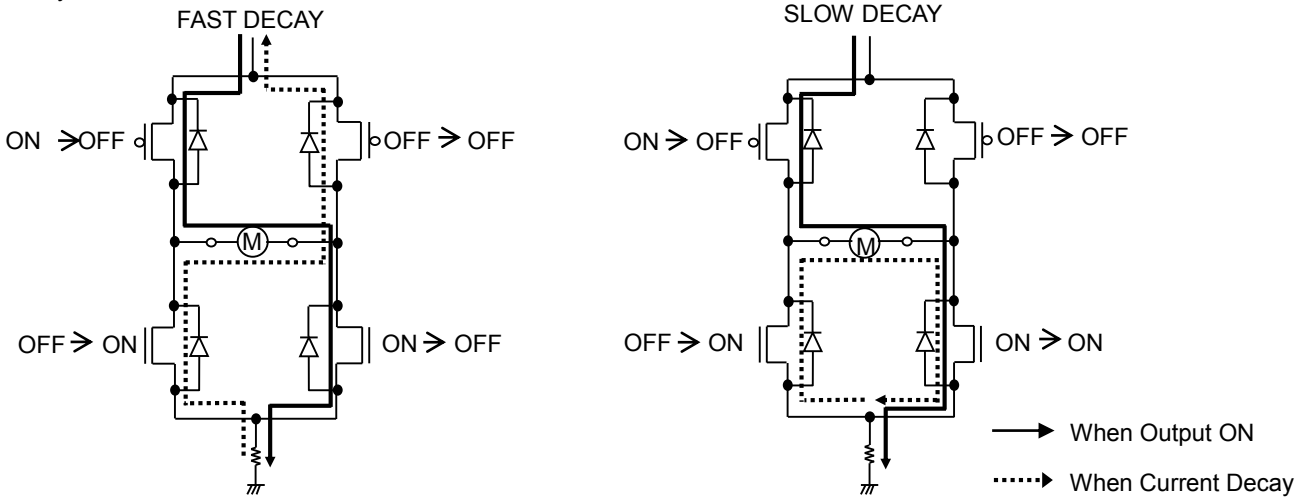 FAST DECAY
SLOW DECAY
ON → OFF
OFF → OFF
ON → OFF
OFF → OFF
M
M
OFF → ON
ON → OFF
OFF → ON
ON → ON
When Output ON
When Current Decay